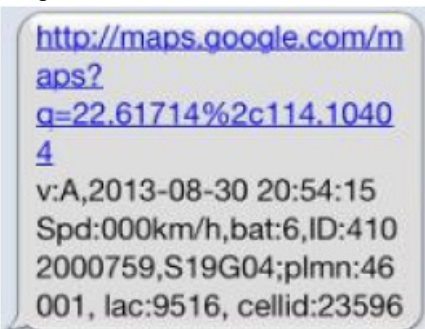 http://maps.google.com/m
aps?
q=22.61714%2c114.1040
4
v:A,2013-08-30 20:54:15
Spd:000km/h,bat:6,ID:410
2000759,S19G04;plmn:46
001, lac:9516, cellid:23596